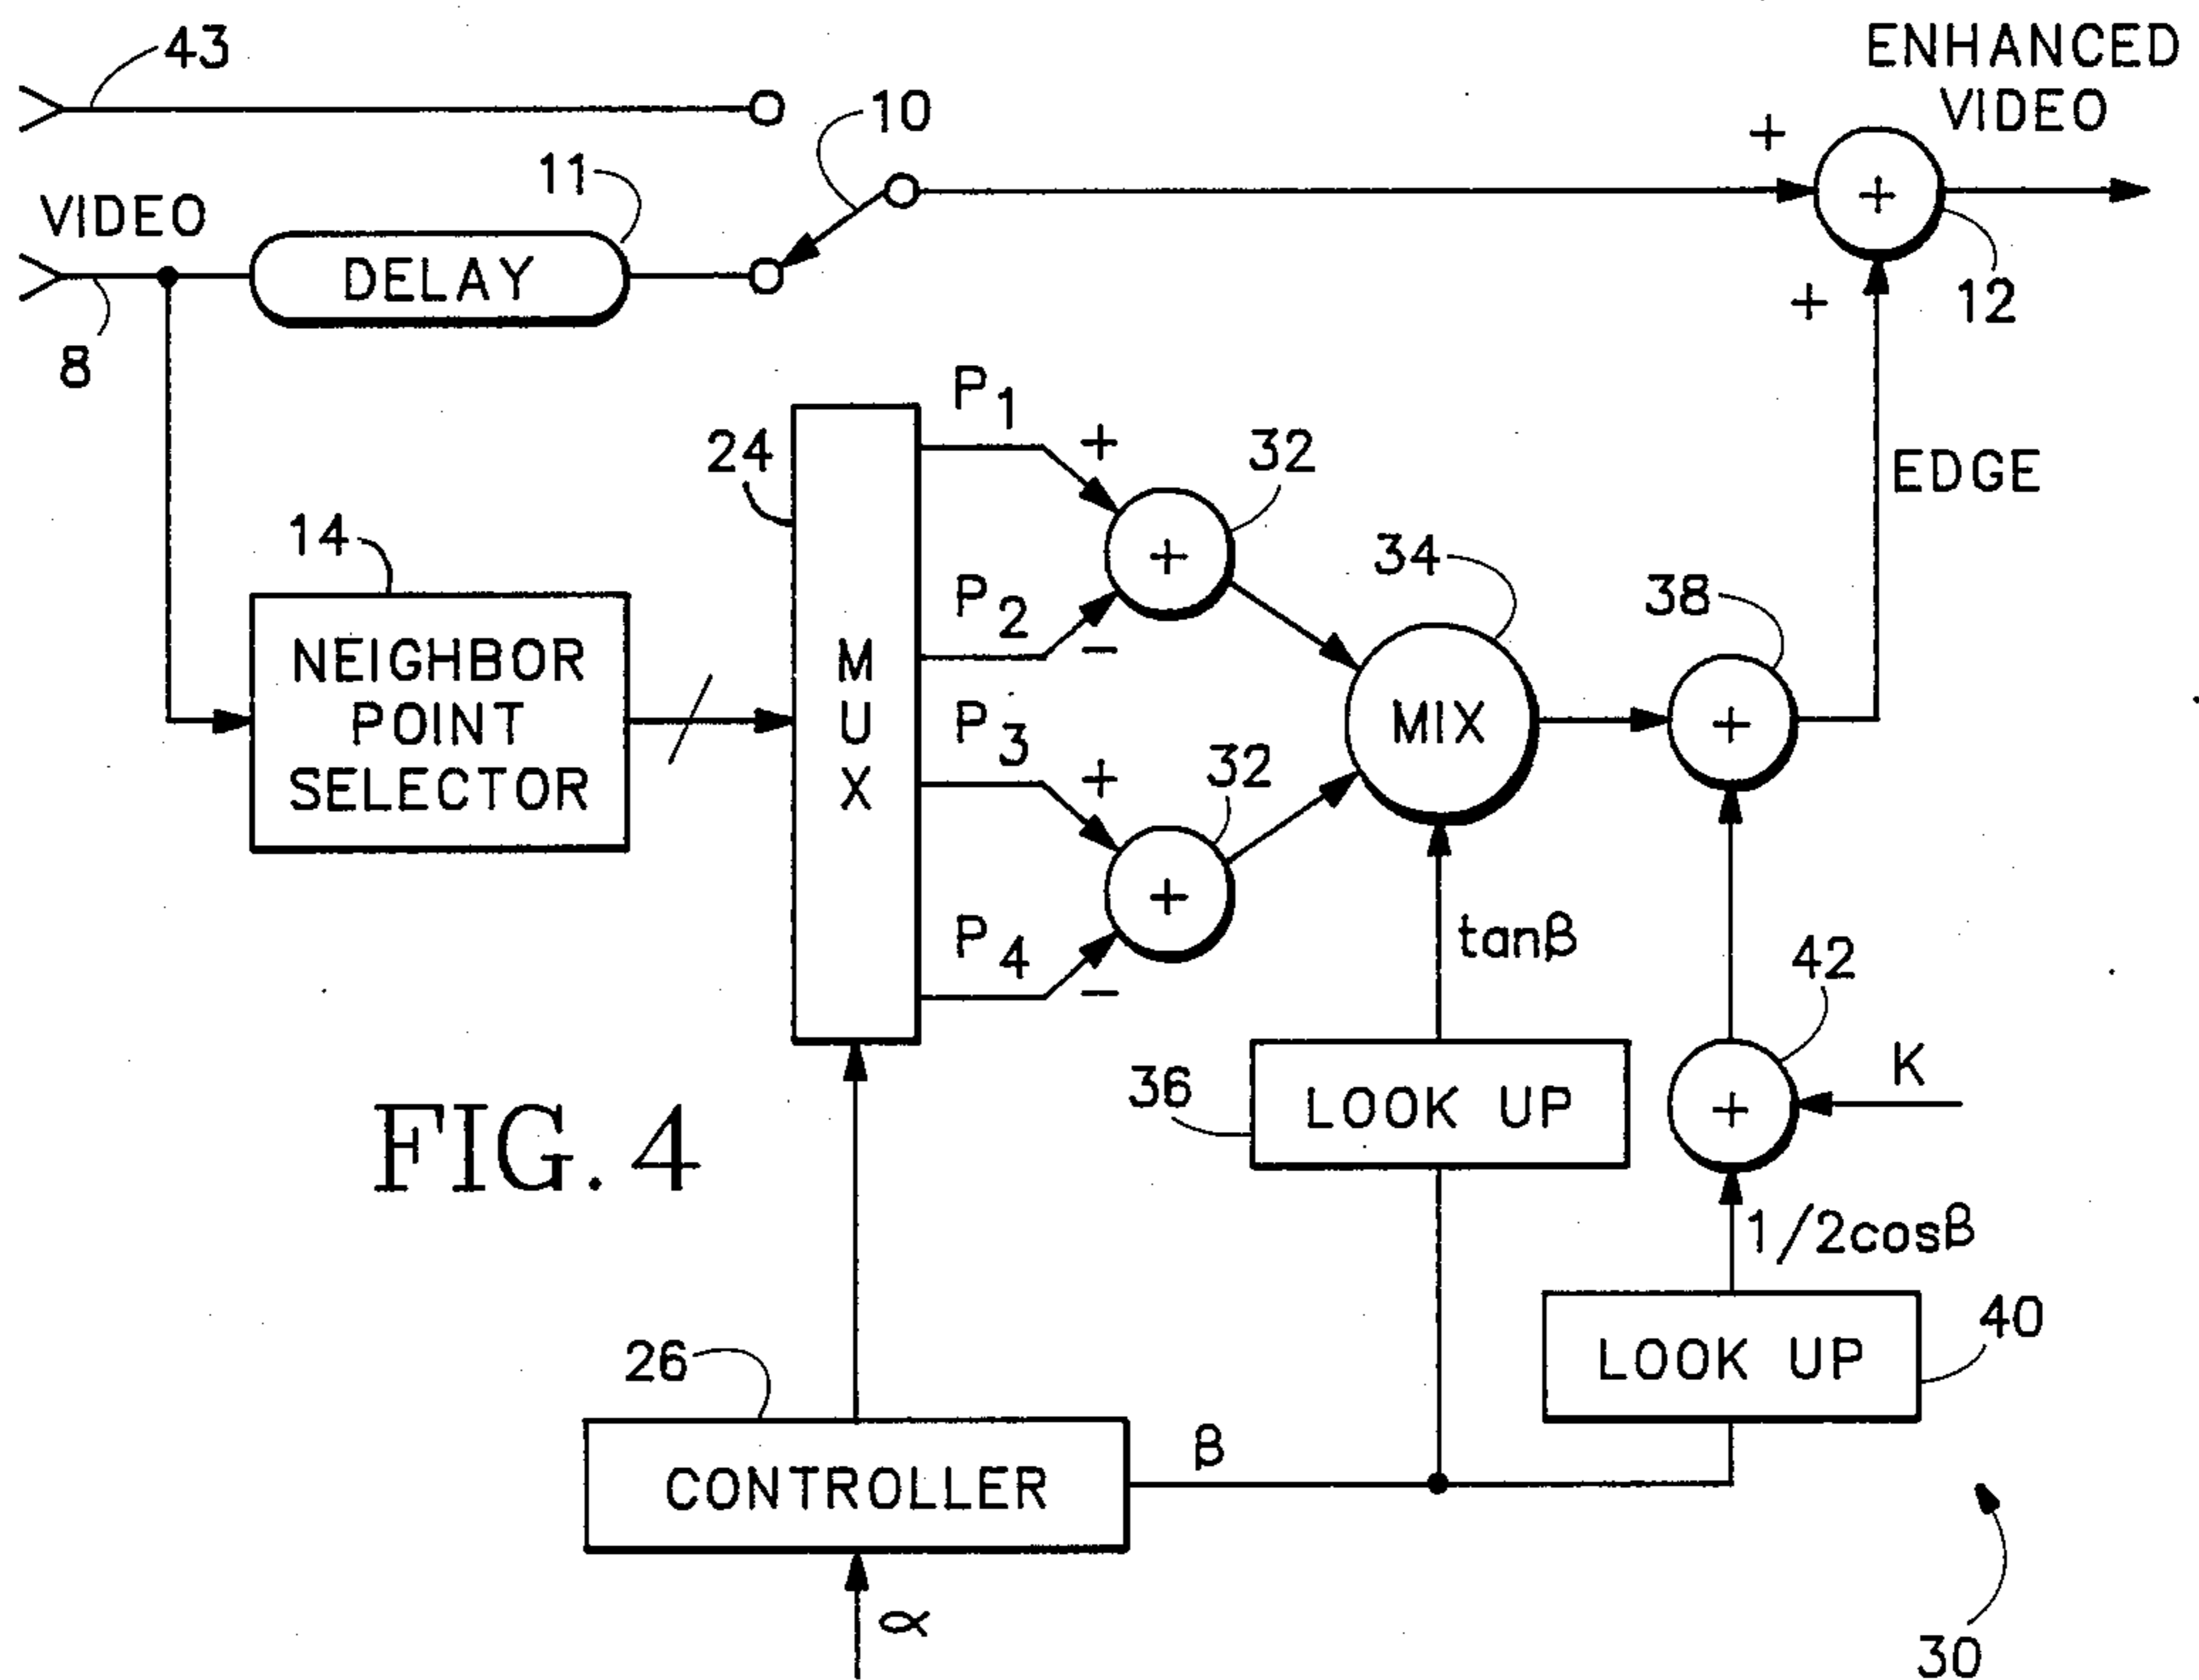 43
10
ENHANCED
VIDEO
+
11
VIDEO
DELAY
+
12
+
8
P1
24
+
32
EDGE
14
+
34
P2
38
NEIGHBOR
POINT
SELECTOR
−
MUX
P3
MIX
+
+
32
+
P4
tanβ
−
42
36
LOOK UP
K
+
FIG. 4
1/2cosβ
26
40
LOOK UP
β
CONTROLLER
α
30